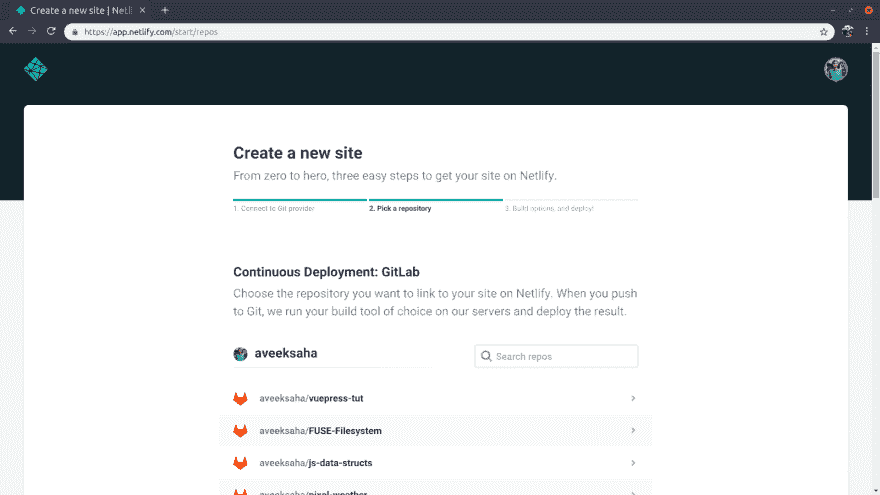 Create a new site | Netli
https://app.netlify.com/start/repos
Create a new site
From zero to hero, three easy steps to get your site on Netlify.
1. Connect to Git provider
2. Pick a repository
3. Build options, and deploy!
Continuous Deployment: GitLab
Choose the repository you want to link to your site on Netlify. When you push
to Git, we run your build tool of choice on our servers and deploy the result.
aveeksaha
Search repos
aveeksaha/vuepress-tut
aveeksaha/FUSE-Filesystem
aveeksaha/js-data-structs
aveeksaha/pixel-weather